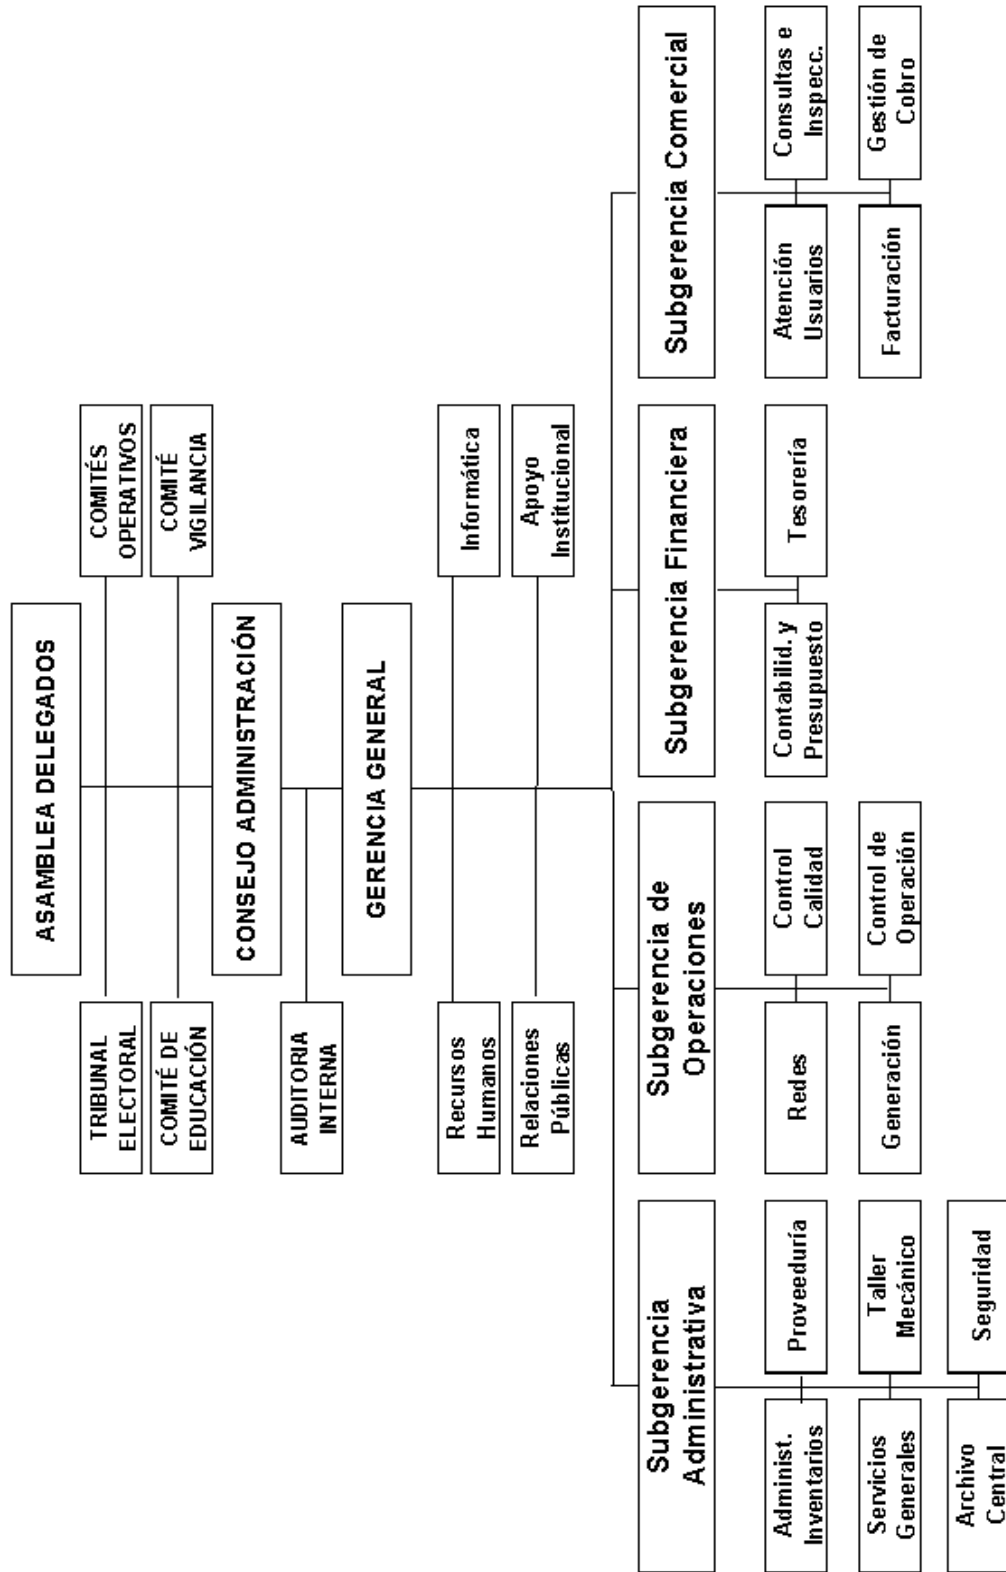 ASAMBLEA DELEGADOS
TRIBUNAL
ELECTORAL
COMITÉS
OPERATIVOS
COMITÉ DE
EDUCACIÓN
COMITÉ
VIGILANCIA
CONSEJO ADMINISTRACIÓN
AUDITORIA
INTERNA
GERENCIA GENERAL
Recursos
Humanos
Informática
Relaciones
Públicas
Apoyo
Institucional
Subgerencia
Administrativa
Subgerencia de
Operaciones
Subgerencia Financiera
Subgerencia Comercial
Administ.
Inventarios
Proveeduría
Redes
Control
Calidad
Contabilid. y
Presupuesto
Tesorería
Atención
Usuarios
Consultas e
Inspecc.
Servicios
Generales
Taller
Mecánico
Generación
Control de
Operación
Facturación
Gestión de
Cobro
Archivo
Central
Seguridad